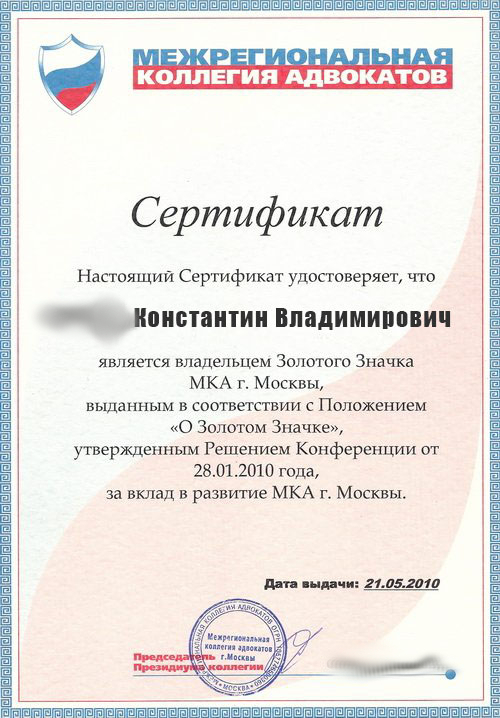 МЕЖРЕГИОНАЛЬНАЯ
КОЛЛЕГИЯ АДВОКАТОВ
Сертификат
Настоящий Сертификат удостоверяет, что
Константин Владимирович
является владельцем Золотого Значка
МКА г. Москвы,
выданным в соответствии с Положением
«О Золотом Значке»,
утвержденным Решением Конференции от
28.01.2010 года,
за вклад в развитие МКА г. Москвы.
Дата выдачи: 21.05.2010
Межрегиональная
коллегия адвокатов
г.Москвы
МОСКВА
Председатель
Президиума коллегии